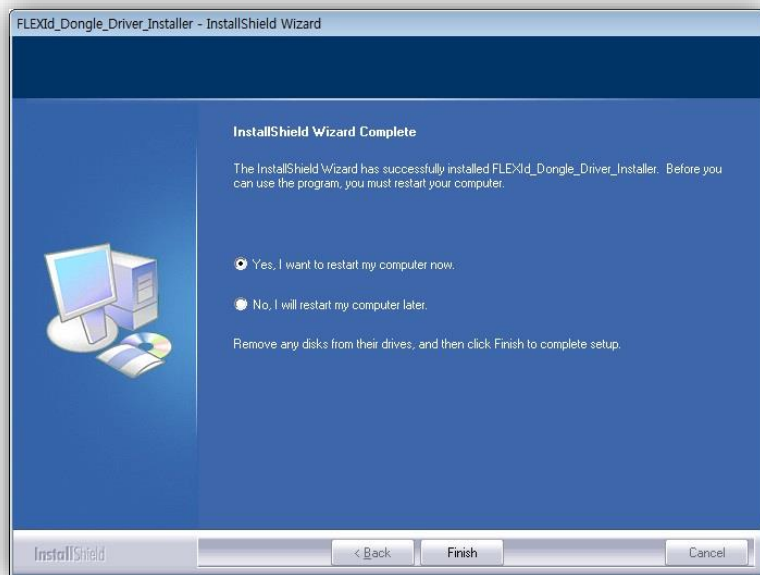 FLEXId_Dongle_Driver_Installer - InstallShield Wizard
InstallShield Wizard Complete
The InstallShield Wizard has successfully installed FLEXId_Dongle_Driver_Installer. Before you
can use the program, you must restart your computer.
Yes, I want to restart my computer now.
No, I will restart my computer later.
Remove any disks from their drives, and then click Finish to complete setup.
InstallShield
< Back
Finish
Cancel